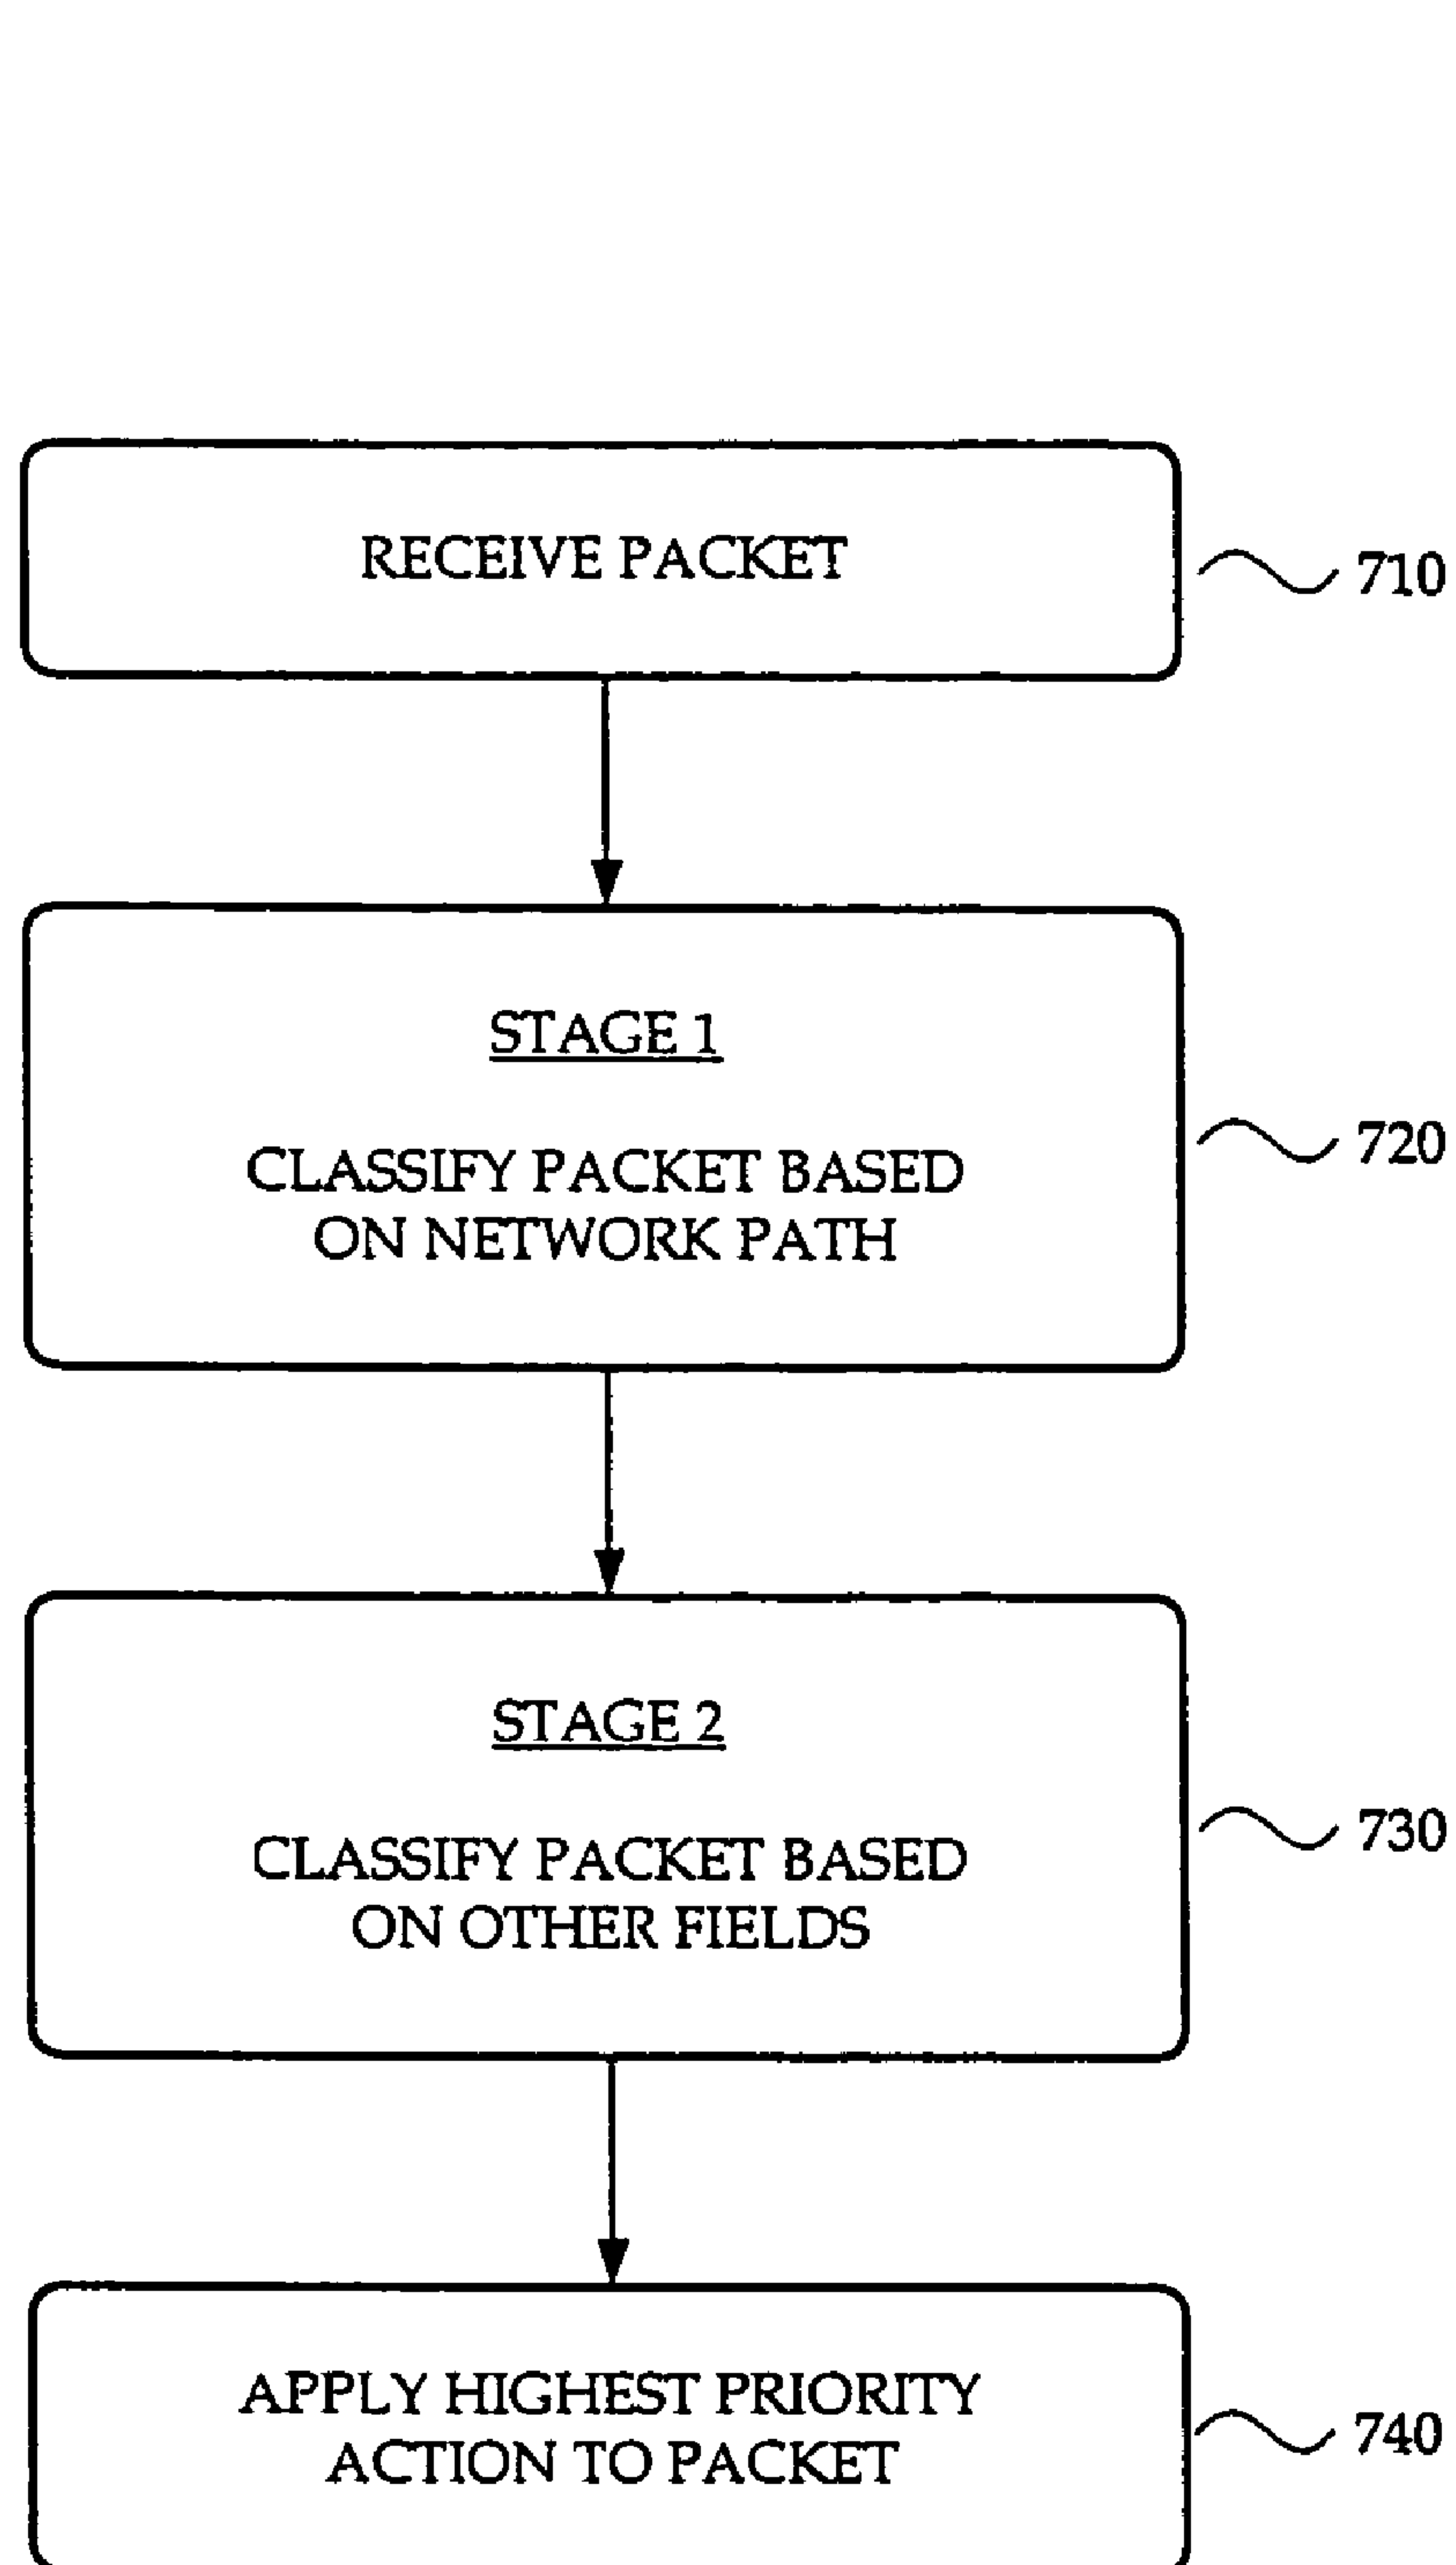 RECEIVE PACKET
710
STAGE 1
CLASSIFY PACKET BASED
ON NETWORK PATH
720
STAGE 2
CLASSIFY PACKET BASED
ON OTHER FIELDS
730
APPLY HIGHEST PRIORITY
ACTION TO PACKET
740